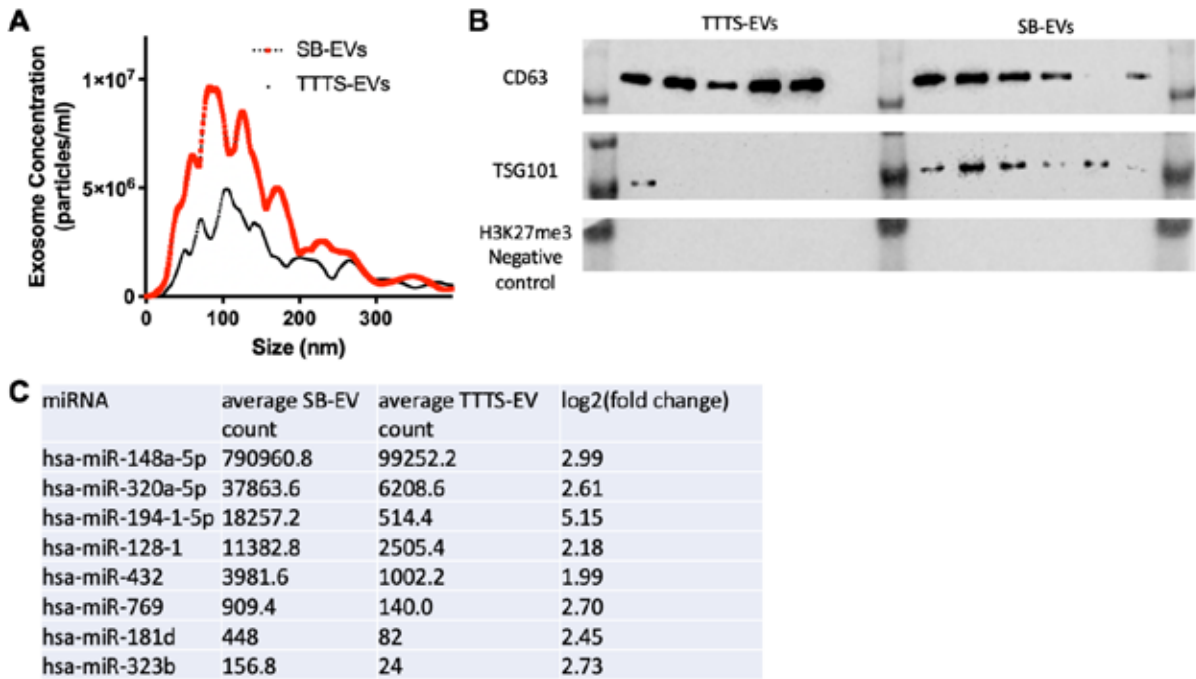 A
SB-EVs
TTTS-EVs
Exosome Concentration
(particles/ml)
1×10⁷
5×10⁶
0
0 100 200 300
Size (nm)
B
TTTS-EVs SB-EVs
CD63
TSG101
H3K27me3
Negative
control
C
miRNA average SB-EV count average TTTS-EV count log2(fold change)
hsa-miR-148a-5p 790960.8 99252.2 2.99
hsa-miR-320a-5p 37863.6 6208.6 2.61
hsa-miR-194-1-5p 18257.2 514.4 5.15
hsa-miR-128-1 11382.8 2505.4 2.18
hsa-miR-432 3981.6 1002.2 1.99
hsa-miR-769 909.4 140.0 2.70
hsa-miR-181d 448 82 2.45
hsa-miR-323b 156.8 24 2.73